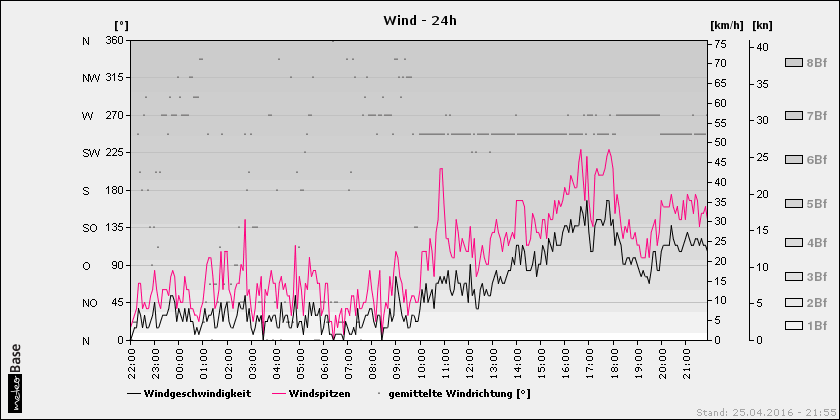 Wind - 24h
[°] [km/h] [kn]
N 360
NW 315
W 270
SW 225
S 180
SO 135
O 90
NO 45
N 0
75
70
65
60
55
50
45
40
35
30
25
20
15
10
5
0
40
35
30
25
20
15
10
5
0
8Bf
7Bf
6Bf
5Bf
4Bf
3Bf
2Bf
1Bf
22:00 23:00 00:00 01:00 02:00 03:00 04:00 05:00 06:00 07:00 08:00 09:00 10:00 11:00 12:00 13:00 14:00 15:00 16:00 17:00 18:00 19:00 20:00 21:00
Windgeschwindigkeit Windspitzen gemittelte Windrichtung [°]
meteoBase
Stand: 25.04.2016 - 21:55